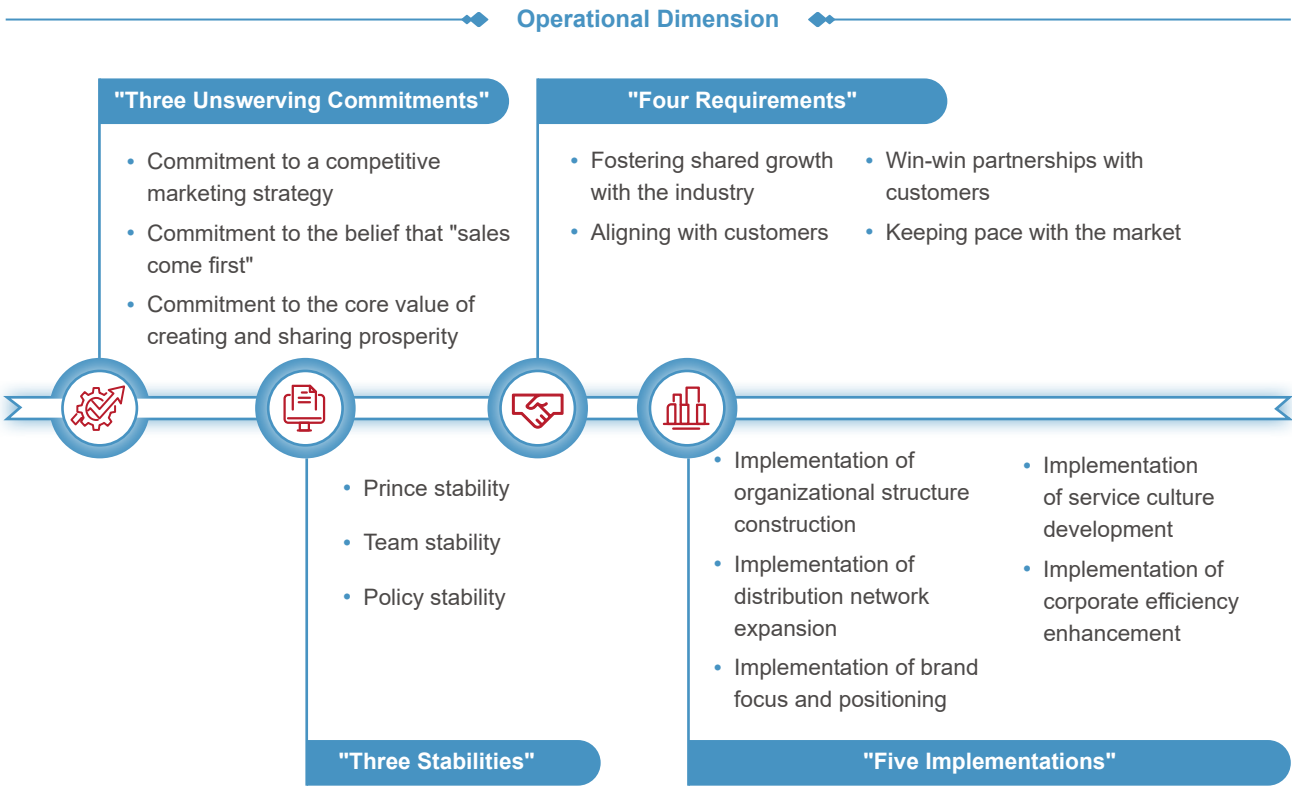 Operational Dimension
"Three Unswerving Commitments"
• Commitment to a competitive
marketing strategy
• Commitment to the belief that "sales
come first"
• Commitment to the core value of
creating and sharing prosperity
"Four Requirements"
• Fostering shared growth
with the industry
• Aligning with customers
• Win-win partnerships with
customers
• Keeping pace with the market
• Prince stability
• Team stability
• Policy stability
"Three Stabilities"
• Implementation of
organizational structure
construction
• Implementation of
distribution network
expansion
• Implementation of brand
focus and positioning
• Implementation
of service culture
development
• Implementation of
corporate efficiency
enhancement
"Five Implementations"